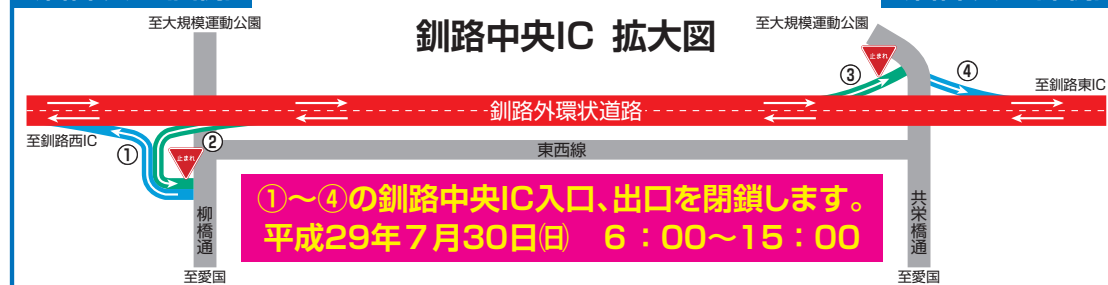 至大規模運動公園
釧路中央IC 拡大図
至大規模運動公園
止まれ
③
④
至釧路東IC
釧路外環状道路
至釧路西IC
①
②
止まれ
東西線
①~④の釧路中央IC入口、出口を閉鎖します。
平成29年7月30日㈰ 6:00~15:00
柳橋通
共栄橋通
至愛国
至愛国